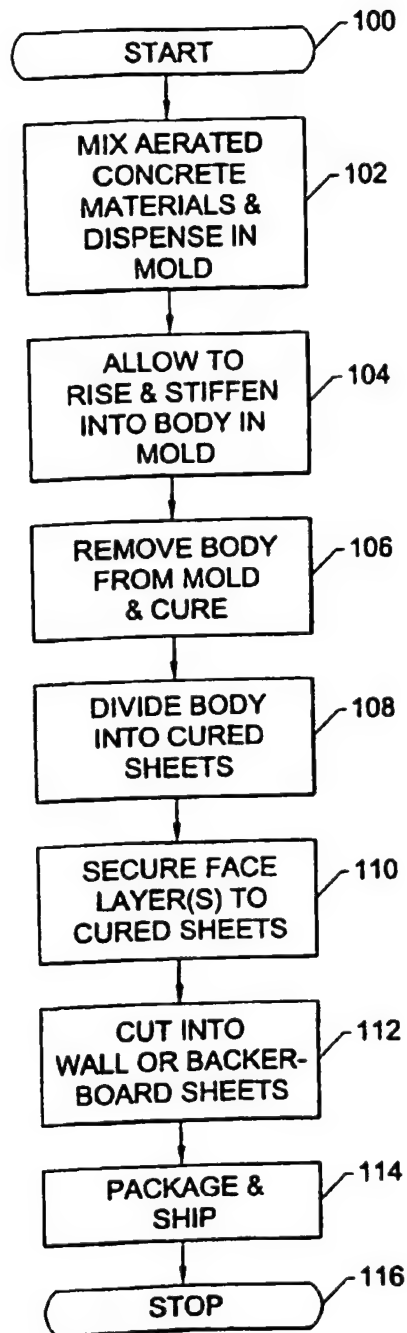 START
100
MIX AERATED
CONCRETE
MATERIALS &
DISPENSE IN
MOLD
102
ALLOW TO
RISE & STIFFEN
INTO BODY IN
MOLD
104
REMOVE BODY
FROM MOLD
& CURE
106
DIVIDE BODY
INTO CURED
SHEETS
108
SECURE FACE
LAYER(S) TO
CURED SHEETS
110
CUT INTO
WALL OR BACKER-
BOARD SHEETS
112
PACKAGE &
SHIP
114
STOP
116